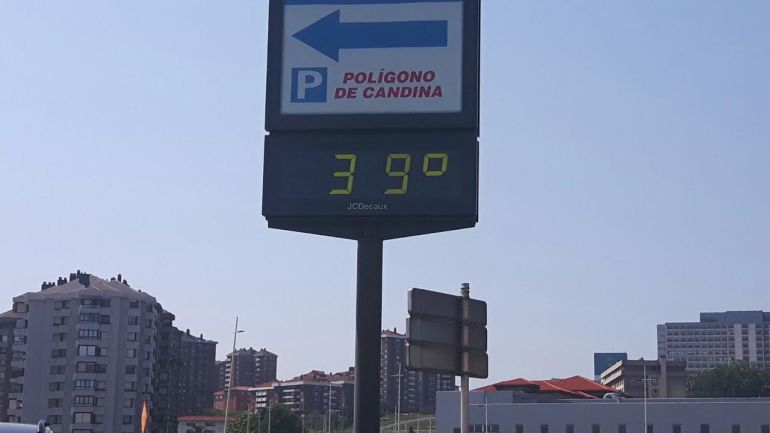 P
POLÍGONO
DE CANDINA
39º
JCDecaux